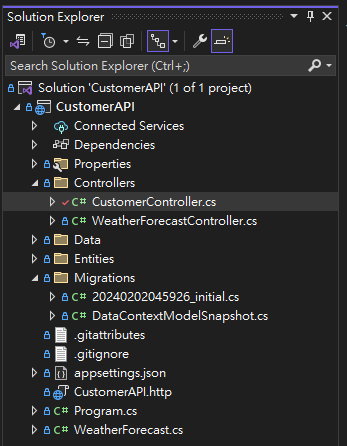 Solution Explorer
Search Solution Explorer (Ctrl+;)
Solution 'CustomerAPI' (1 of 1 project)
CustomerAPI
Connected Services
Dependencies
Properties
Controllers
C# CustomerController.cs
C# WeatherForecastController.cs
Data
Entities
Migrations
C# 20240202045926_initial.cs
C# DataContextModelSnapshot.cs
.gitattributes
.gitignore
appsettings.json
CustomerAPI.http
C# Program.cs
C# WeatherForecast.cs